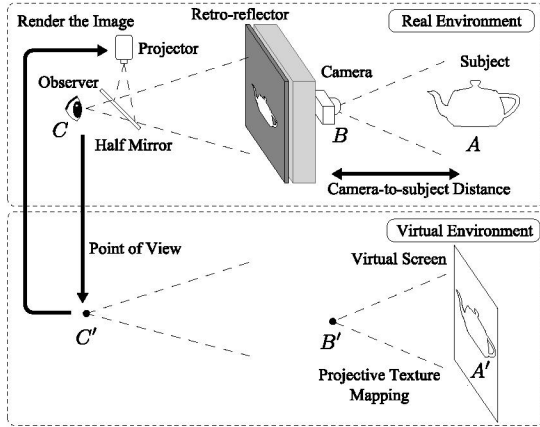 Render the Image
Retro-reflector
Real Environment
Projector
Observer
Camera
Subject
C
B
A
Half Mirror
Camera-to-subject Distance
Virtual Environment
Point of View
Virtual Screen
C′
B′
A′
Projective Texture
Mapping